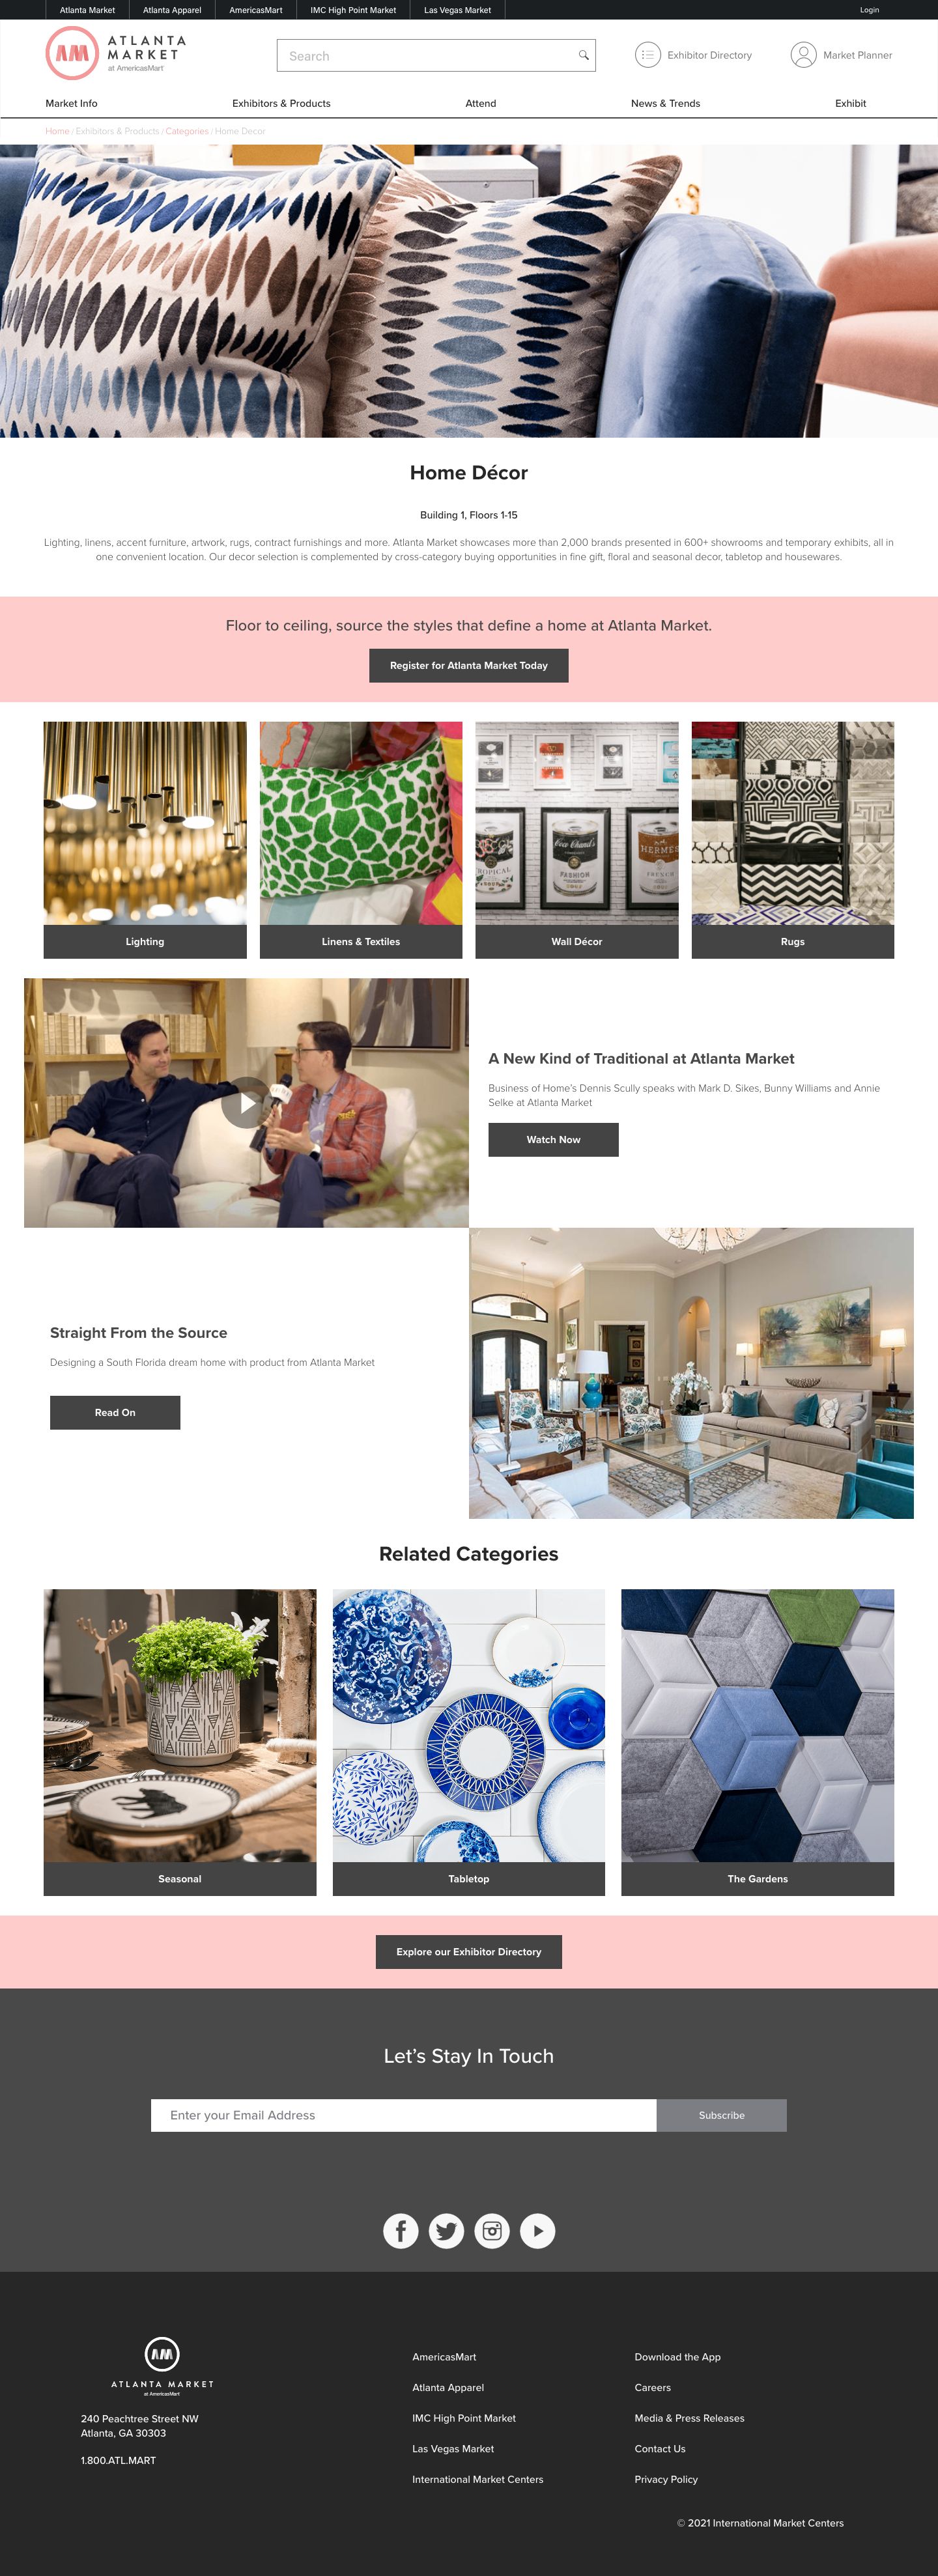 Atlanta Market
Atlanta Apparel
AmericasMart
IMC High Point Market
Las Vegas Market
Login
AM
ATLANTA
MARKET
at AmericasMart
Search
Exhibitor Directory
Market Planner
Market Info
Exhibitors & Products
Attend
News & Trends
Exhibit
Home / Exhibitors & Products / Categories / Home Decor
Home Décor
Building 1, Floors 1-15
Lighting, linens, accent furniture, artwork, rugs, contract furnishings and more. Atlanta Market showcases more than 2,000 brands presented in 600+ showrooms and temporary exhibits, all in
one convenient location. Our decor selection is complemented by cross-category buying opportunities in fine gift, floral and seasonal decor, tabletop and housewares.
Floor to ceiling, source the styles that define a home at Atlanta Market.
Register for Atlanta Market Today
TROPICAL
Coco Chanel's
FASHION
HERMES
FRENCH
Lighting
Linens & Textiles
Wall Décor
Rugs
A New Kind of Traditional at Atlanta Market
Business of Home's Dennis Scully speaks with Mark D. Sikes, Bunny Williams and Annie
Selke at Atlanta Market
Watch Now
Straight From the Source
Designing a South Florida dream home with product from Atlanta Market
Read On
Related Categories
Seasonal
Tabletop
The Gardens
Explore our Exhibitor Directory
Let's Stay In Touch
Enter your Email Address
Subscribe
AM
ATLANTA MARKET
at AmericasMart
240 Peachtree Street NW
Atlanta, GA 30303
1.800.ATL.MART
AmericasMart
Atlanta Apparel
IMC High Point Market
Las Vegas Market
International Market Centers
Download the App
Careers
Media & Press Releases
Contact Us
Privacy Policy
© 2021 International Market Centers